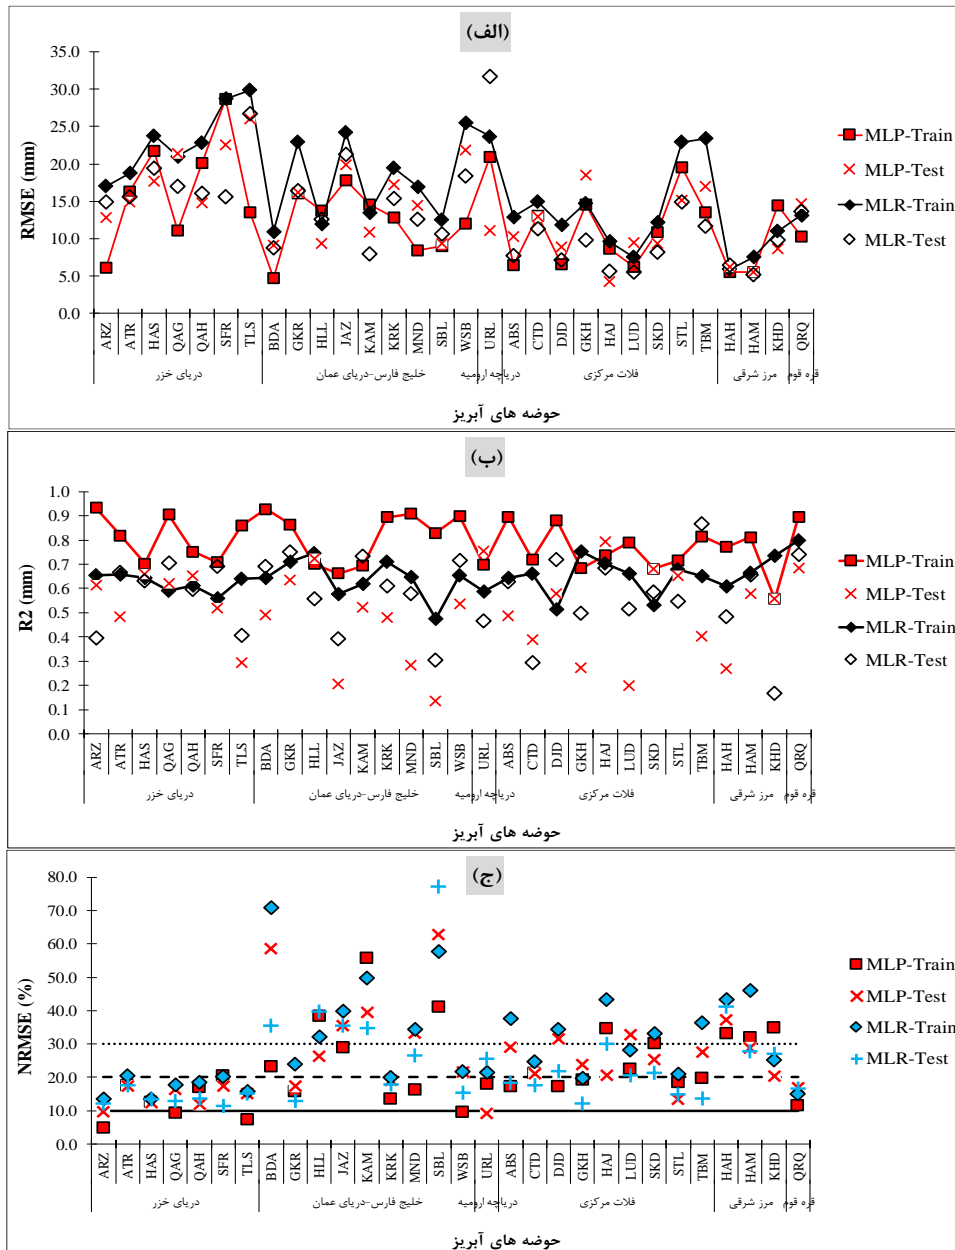 (الف)
RMSE (mm)
35.0
30.0
25.0
20.0
15.0
10.0
5.0
0.0
MLP-Train
MLP-Test
MLR-Train
MLR-Test
ARZ ATR HAS QAG QAH SFR TLS BDA GKR HLL JAZ KAM KRK MND SBL WSB URL ABS CTD DJD GKH HAJ LUD SKD STL TBM HAH HAM KHD QRQ
دریای خزر
خلیج فارس-دریای عمان
دریاچه ارومیه
فلات مرکزی
مرز شرقی
قره قوم
حوضه های آبریز
(ب)
R2 (mm)
1.0
0.9
0.8
0.7
0.6
0.5
0.4
0.3
0.2
0.1
0.0
MLP-Train
MLP-Test
MLR-Train
MLR-Test
ARZ ATR HAS QAG QAH SFR TLS BDA GKR HLL JAZ KAM KRK MND SBL WSB URL ABS CTD DJD GKH HAJ LUD SKD STL TBM HAH HAM KHD QRQ
دریای خزر
خلیج فارس-دریای عمان
دریاچه ارومیه
فلات مرکزی
مرز شرقی
قره قوم
حوضه های آبریز
(ج)
NRMSE (%)
80.0
70.0
60.0
50.0
40.0
30.0
20.0
10.0
0.0
MLP-Train
MLP-Test
MLR-Train
MLR-Test
ARZ ATR HAS QAG QAH SFR TLS BDA GKR HLL JAZ KAM KRK MND SBL WSB URL ABS CTD DJD GKH HAJ LUD SKD STL TBM HAH HAM KHD QRQ
دریای خزر
خلیج فارس-دریای عمان
دریاچه ارومیه
فلات مرکزی
مرز شرقی
قره قوم
حوضه های آبریز